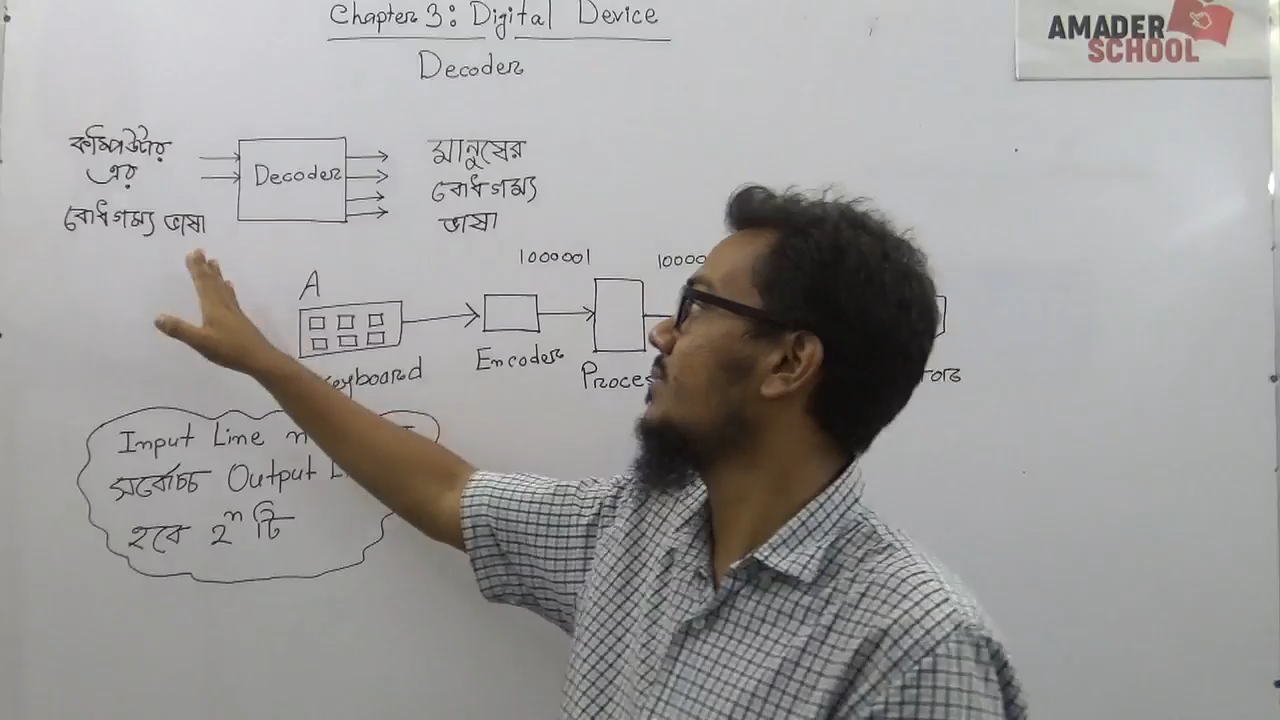 Chapter 3: Digital Device
Decoder
AMADER
SCHOOL
কম্পিউটার
এর
বোধগম্য ভাষা
Decoder
মানুষের
বোধগম্য
ভাষা
A
1000001
10000
Keyboard
Encoder
Proces
Input Line n
সর্বোচ্চ Output L
হবে 2^n টি